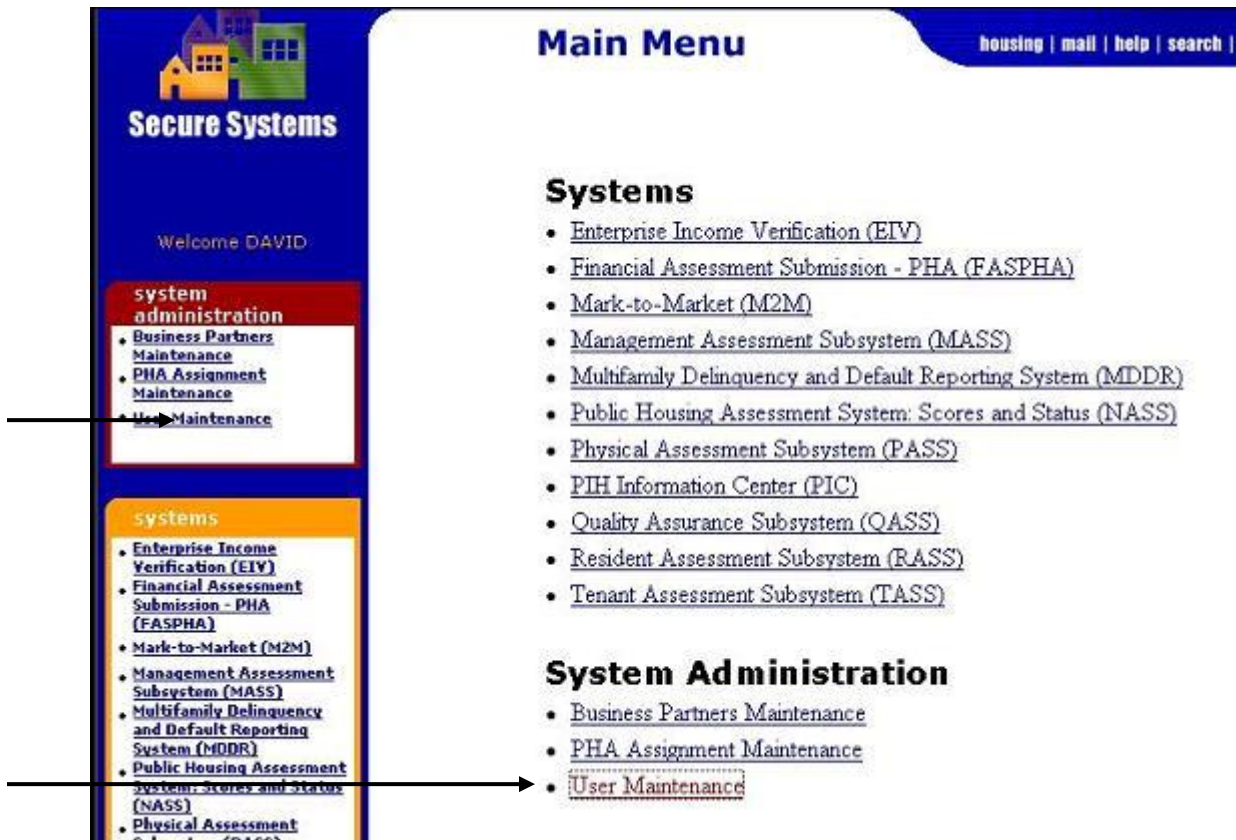 Main Menu
housing | mail | help | search |
Secure Systems
Welcome DAVID
system
administration
• Business Partners
Maintenance
• PHA Assignment
Maintenance
• User Maintenance
systems
• Enterprise Income
Verification (EIV)
• Financial Assessment
Submission - PHA
(FASPHA)
• Mark-to-Market (M2M)
• Management Assessment
Subsystem (MASS)
• Multifamily Delinquency
and Default Reporting
System (MDDR)
• Public Housing Assessment
System: Scores and Status
(NASS)
• Physical Assessment
Systems
• Enterprise Income Verification (EIV)
• Financial Assessment Submission - PHA (FASPHA)
• Mark-to-Market (M2M)
• Management Assessment Subsystem (MASS)
• Multifamily Delinquency and Default Reporting System (MDDR)
• Public Housing Assessment System: Scores and Status (NASS)
• Physical Assessment Subsystem (PASS)
• PIH Information Center (PIC)
• Quality Assurance Subsystem (QASS)
• Resident Assessment Subsystem (RASS)
• Tenant Assessment Subsystem (TASS)
System Administration
• Business Partners Maintenance
• PHA Assignment Maintenance
• User Maintenance